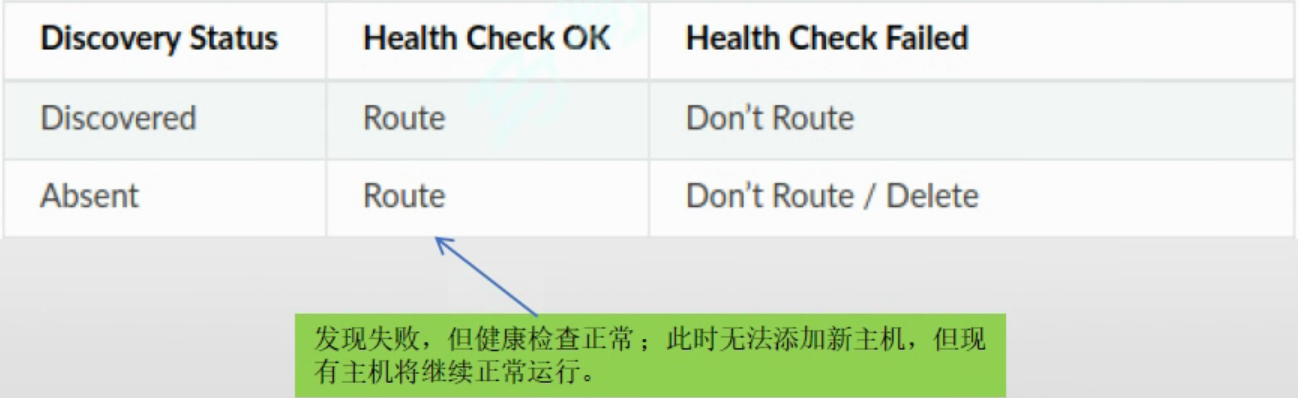 Discovery Status Health Check OK Health Check Failed
Discovered Route Don't Route
Absent Route Don't Route / Delete
发现失败，但健康检查正常；此时无法添加新主机，但现
有主机将继续正常运行。